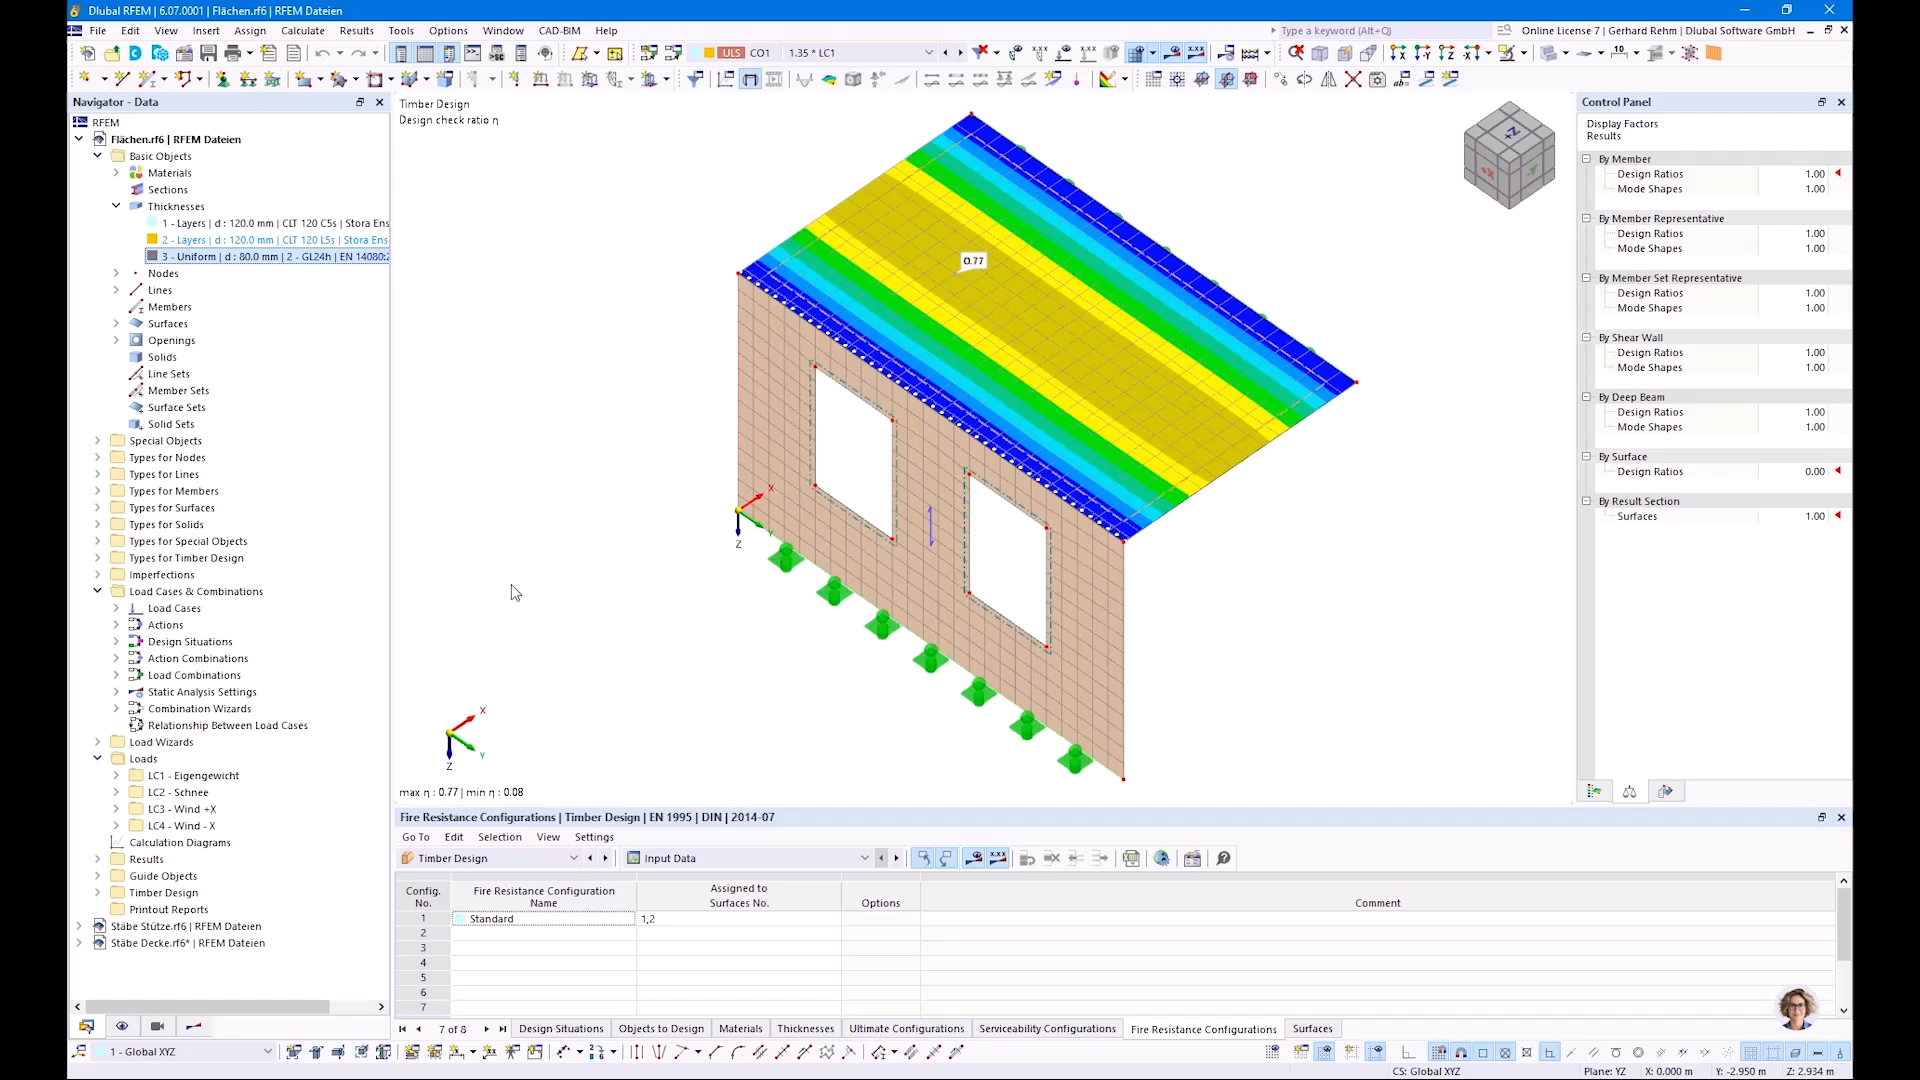 Dlubal RFEM | 6.07.0001 | Flächen.rf6 | RFEM Dateien
File Edit View Insert Assign Calculate Results Tools Options Window CAD-BIM Help
Type a keyword (Alt+Q)
Online License 7 | Gerhard Rehm | Dlubal Software GmbH
ULS CO1 1.35 * LC1
Navigator - Data
RFEM
Flächen.rf6 | RFEM Dateien
Basic Objects
Materials
Sections
Thicknesses
1 - Layers | d : 120.0 mm | CLT 120 C5s | Stora Ens
2 - Layers | d : 120.0 mm | CLT 120 L5s | Stora Ens
3 - Uniform | d : 80.0 mm | 2 - GL24h | EN 14080:2
Nodes
Lines
Members
Surfaces
Openings
Solids
Line Sets
Member Sets
Surface Sets
Solid Sets
Special Objects
Types for Nodes
Types for Lines
Types for Members
Types for Surfaces
Types for Solids
Types for Special Objects
Types for Timber Design
Imperfections
Load Cases & Combinations
Load Cases
Actions
Design Situations
Action Combinations
Load Combinations
Static Analysis Settings
Combination Wizards
Relationship Between Load Cases
Load Wizards
Loads
LC1 - Eigengewicht
LC2 - Schnee
LC3 - Wind +X
LC4 - Wind - X
Calculation Diagrams
Results
Guide Objects
Timber Design
Printout Reports
Stäbe Stütze.rf6 | RFEM Dateien
Stäbe Decke.rf6* | RFEM Dateien
1 - Global XYZ
Timber Design
Design check ratio η
0.77
X
Y
Z
X
Y
Z
+Z
+X
max η : 0.77 | min η : 0.08
Control Panel
Display Factors
Results
By Member
Design Ratios 1.00
Mode Shapes 1.00
By Member Representative
Design Ratios 1.00
Mode Shapes 1.00
By Member Set Representative
Design Ratios 1.00
Mode Shapes 1.00
By Shear Wall
Design Ratios 1.00
Mode Shapes 1.00
By Deep Beam
Design Ratios 1.00
Mode Shapes 1.00
By Surface
Design Ratios 0.00
By Result Section
Surfaces 1.00
Fire Resistance Configurations | Timber Design | EN 1995 | DIN | 2014-07
Go To Edit Selection View Settings
Timber Design Input Data
Config. No. Fire Resistance Configuration Name Assigned to Surfaces No. Options Comment
1 Standard 1,2
2
3
4
5
6
7
7 of 8 Design Situations Objects to Design Materials Thicknesses Ultimate Configurations Serviceability Configurations Fire Resistance Configurations Surfaces
CS: Global XYZ Plane: YZ X: 0.000 m Y: -2.950 m Z: 2.934 m